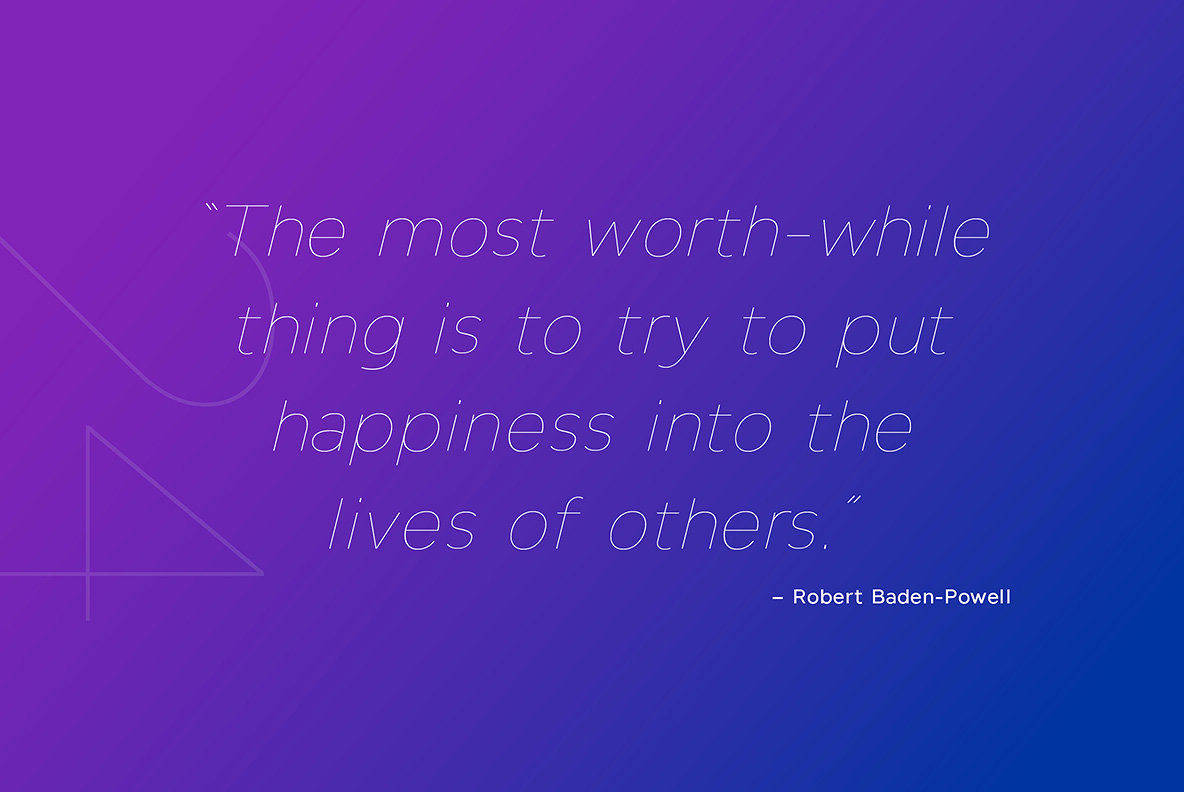 “The most worth-while
thing is to try to put
happiness into the
lives of others.”
– Robert Baden-Powell